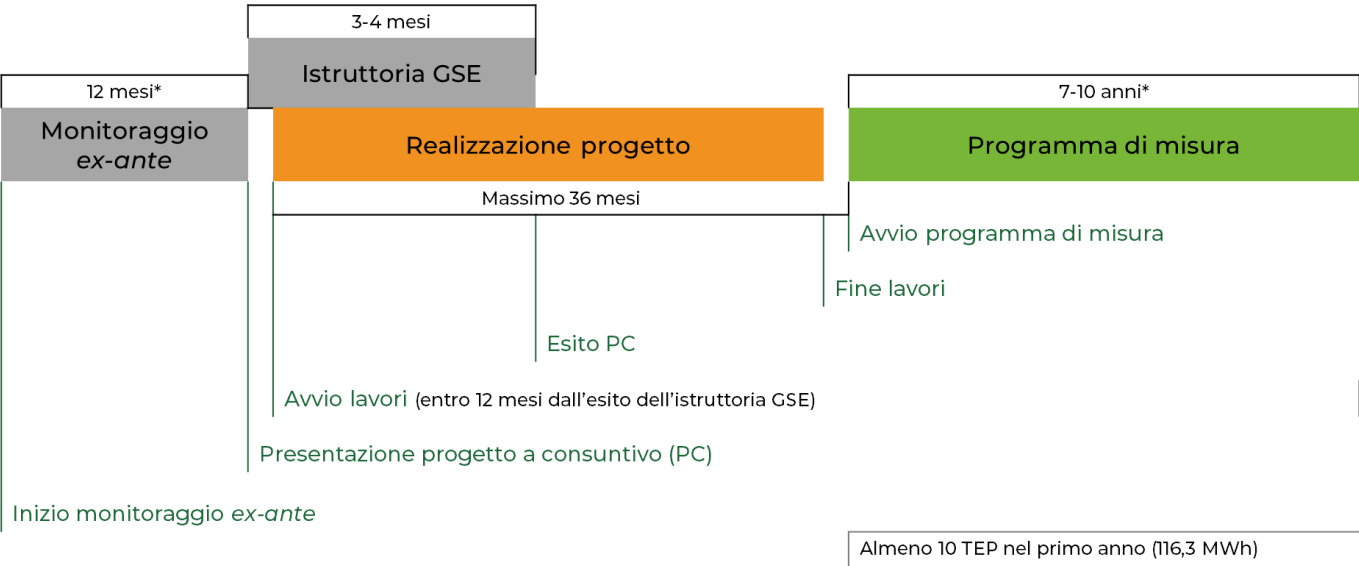 3-4 mesi
Istruttoria GSE
12 mesi*
7-10 anni*
Monitoraggio
ex-ante
Realizzazione progetto
Programma di misura
Massimo 36 mesi
Avvio programma di misura
Fine lavori
Esito PC
Avvio lavori (entro 12 mesi dall'esito dell'istruttoria GSE)
Presentazione progetto a consuntivo (PC)
Inizio monitoraggio ex-ante
Almeno 10 TEP nel primo anno (116,3 MWh)